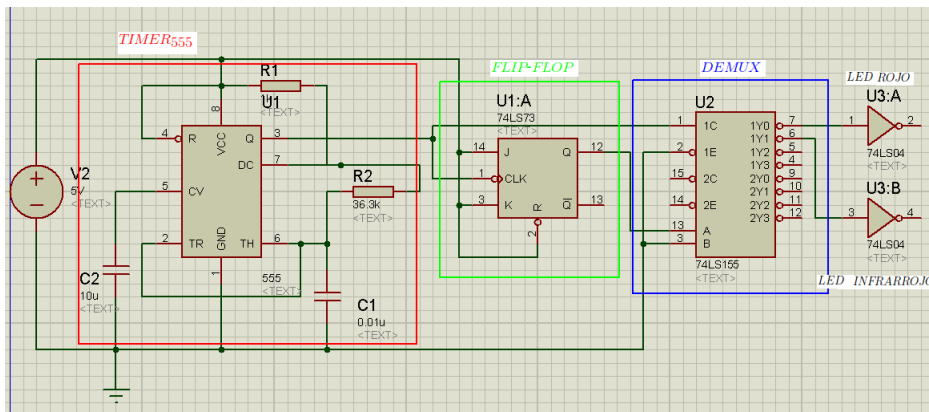 TIMER555
FLIP-FLOP
DEMUX
LED ROJO
V2
5V
<TEXT>
R1
<TEXT>
U1
8
VCC
4
R
Q
3
DC
7
5
CV
2
TR
GND
1
TH
6
555
<TEXT>
R2
36.3k
<TEXT>
C2
10u
<TEXT>
C1
0.01u
<TEXT>
U1:A
74LS73
<TEXT>
14
J
Q
12
1
CLK
3
K
Q
13
R
2
U2
1
1C
1Y0
7
2
1E
1Y1
6
1Y2
5
15
2C
1Y3
4
2Y0
9
14
2E
2Y1
10
2Y2
11
13
A
2Y3
12
3
B
74LS155
<TEXT>
U3:A
1
2
74LS04
<TEXT>
U3:B
3
4
74LS04
<TEXT>
LED INFRARROJO